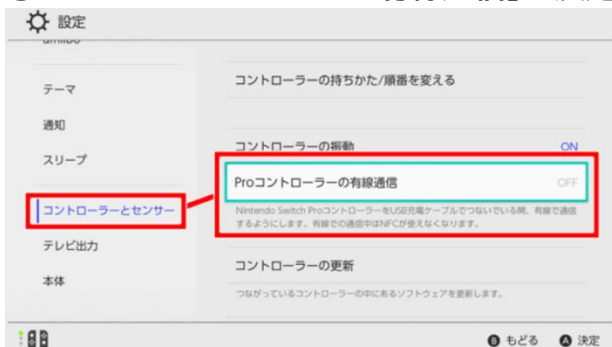 設定
amiibo
テーマ
通知
スリープ
コントローラーとセンサー
テレビ出力
本体
コントローラーの持ちかた/順番を変える
コントローラーの振動 ON
Proコントローラーの有線通信 OFF
Nintendo Switch ProコントローラーをUSB充電ケーブルでつないでいる間、有線で通信
するようにします。有線での通信中はNFCが使えなくなります。
コントローラーの更新
つながっているコントローラーの中にあるソフトウェアを更新します。
B もどる A 決定